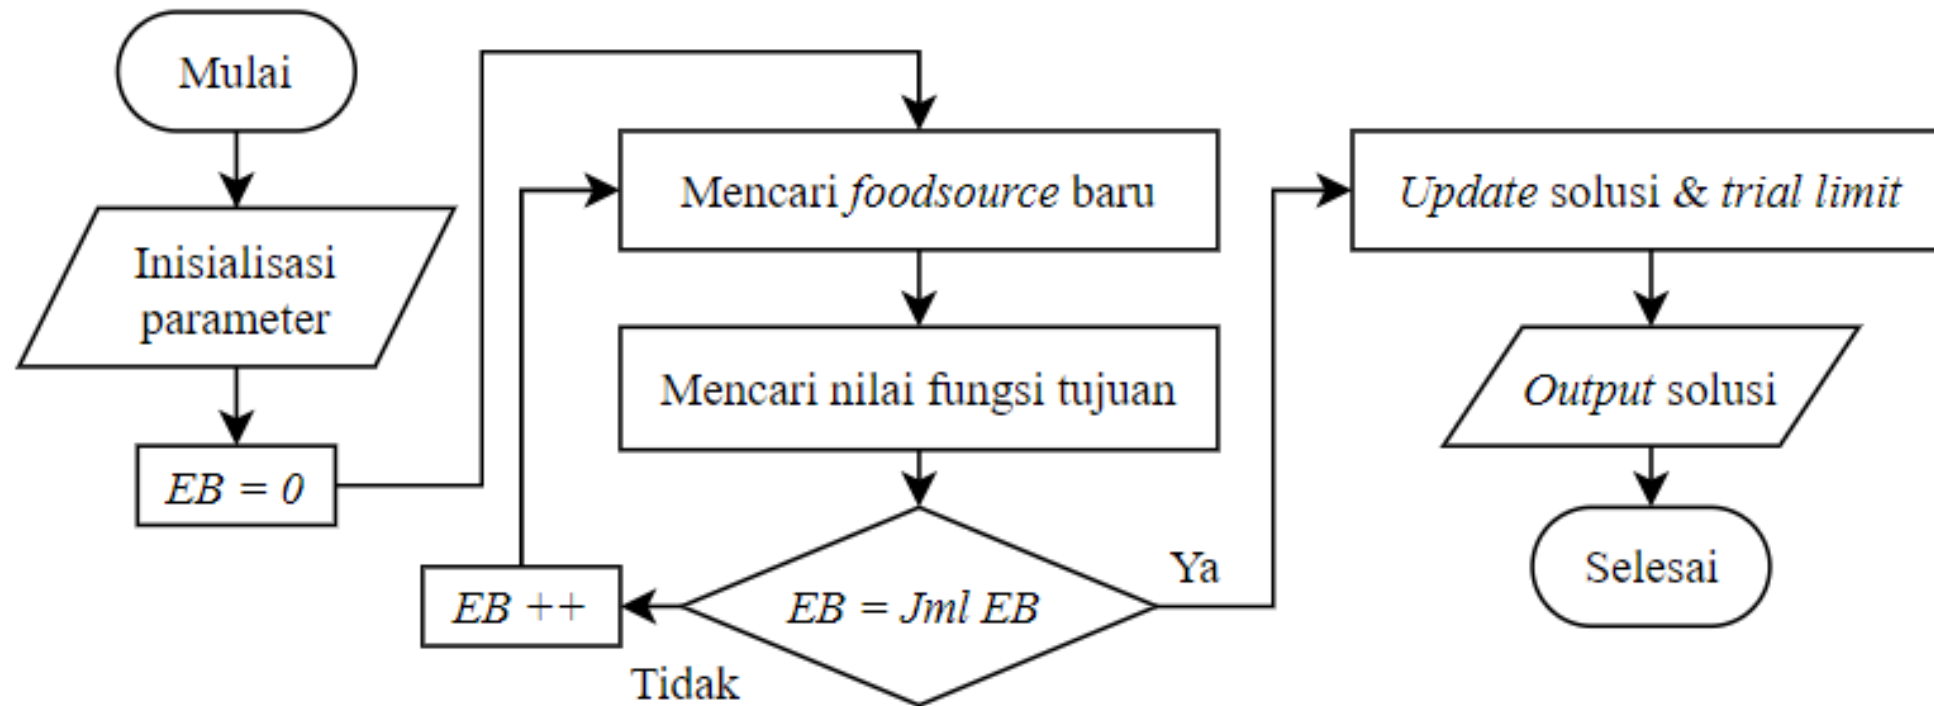 Mulai
Inisialisasi
parameter
EB = 0
Mencari foodsource baru
Mencari nilai fungsi tujuan
EB = Jml EB
Tidak
EB ++
Ya
Update solusi & trial limit
Output solusi
Selesai